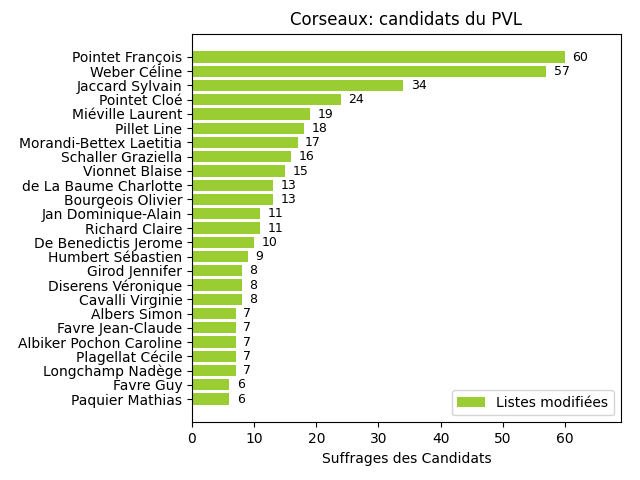 Corseaux: candidats du PVL
Pointet François 60
Weber Céline 57
Jaccard Sylvain 34
Pointet Cloé 24
Miéville Laurent 19
Pillet Line 18
Morandi-Bettex Laetitia 17
Schaller Graziella 16
Vionnet Blaise 15
de La Baume Charlotte 13
Bourgeois Olivier 13
Jan Dominique-Alain 11
Richard Claire 11
De Benedictis Jerome 10
Humbert Sébastien 9
Girod Jennifer 8
Diserens Véronique 8
Cavalli Virginie 8
Albers Simon 7
Favre Jean-Claude 7
Albiker Pochon Caroline 7
Plagellat Cécile 7
Longchamp Nadège 7
Favre Guy 6
Paquier Mathias 6
Listes modifiées
0 10 20 30 40 50 60
Suffrages des Candidats